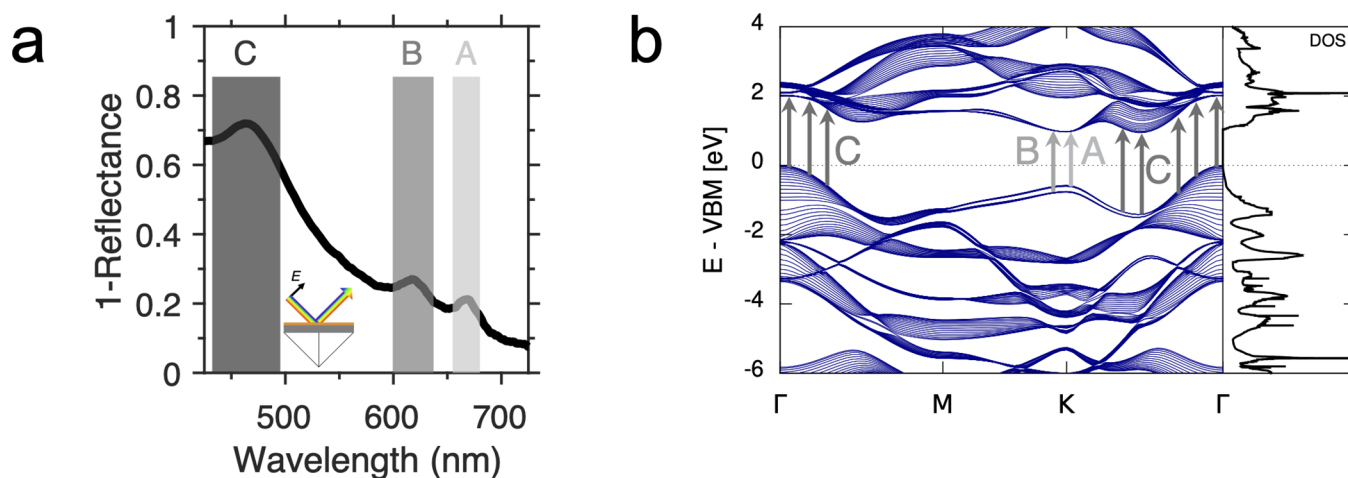 a
1-Reflectance
1
0.8
0.6
0.4
0.2
0
C
B
A
E
500
600
700
Wavelength (nm)
b
E - VBM [eV]
4
2
0
-2
-4
-6
C
B
A
C
DOS
Γ
M
K
Γ